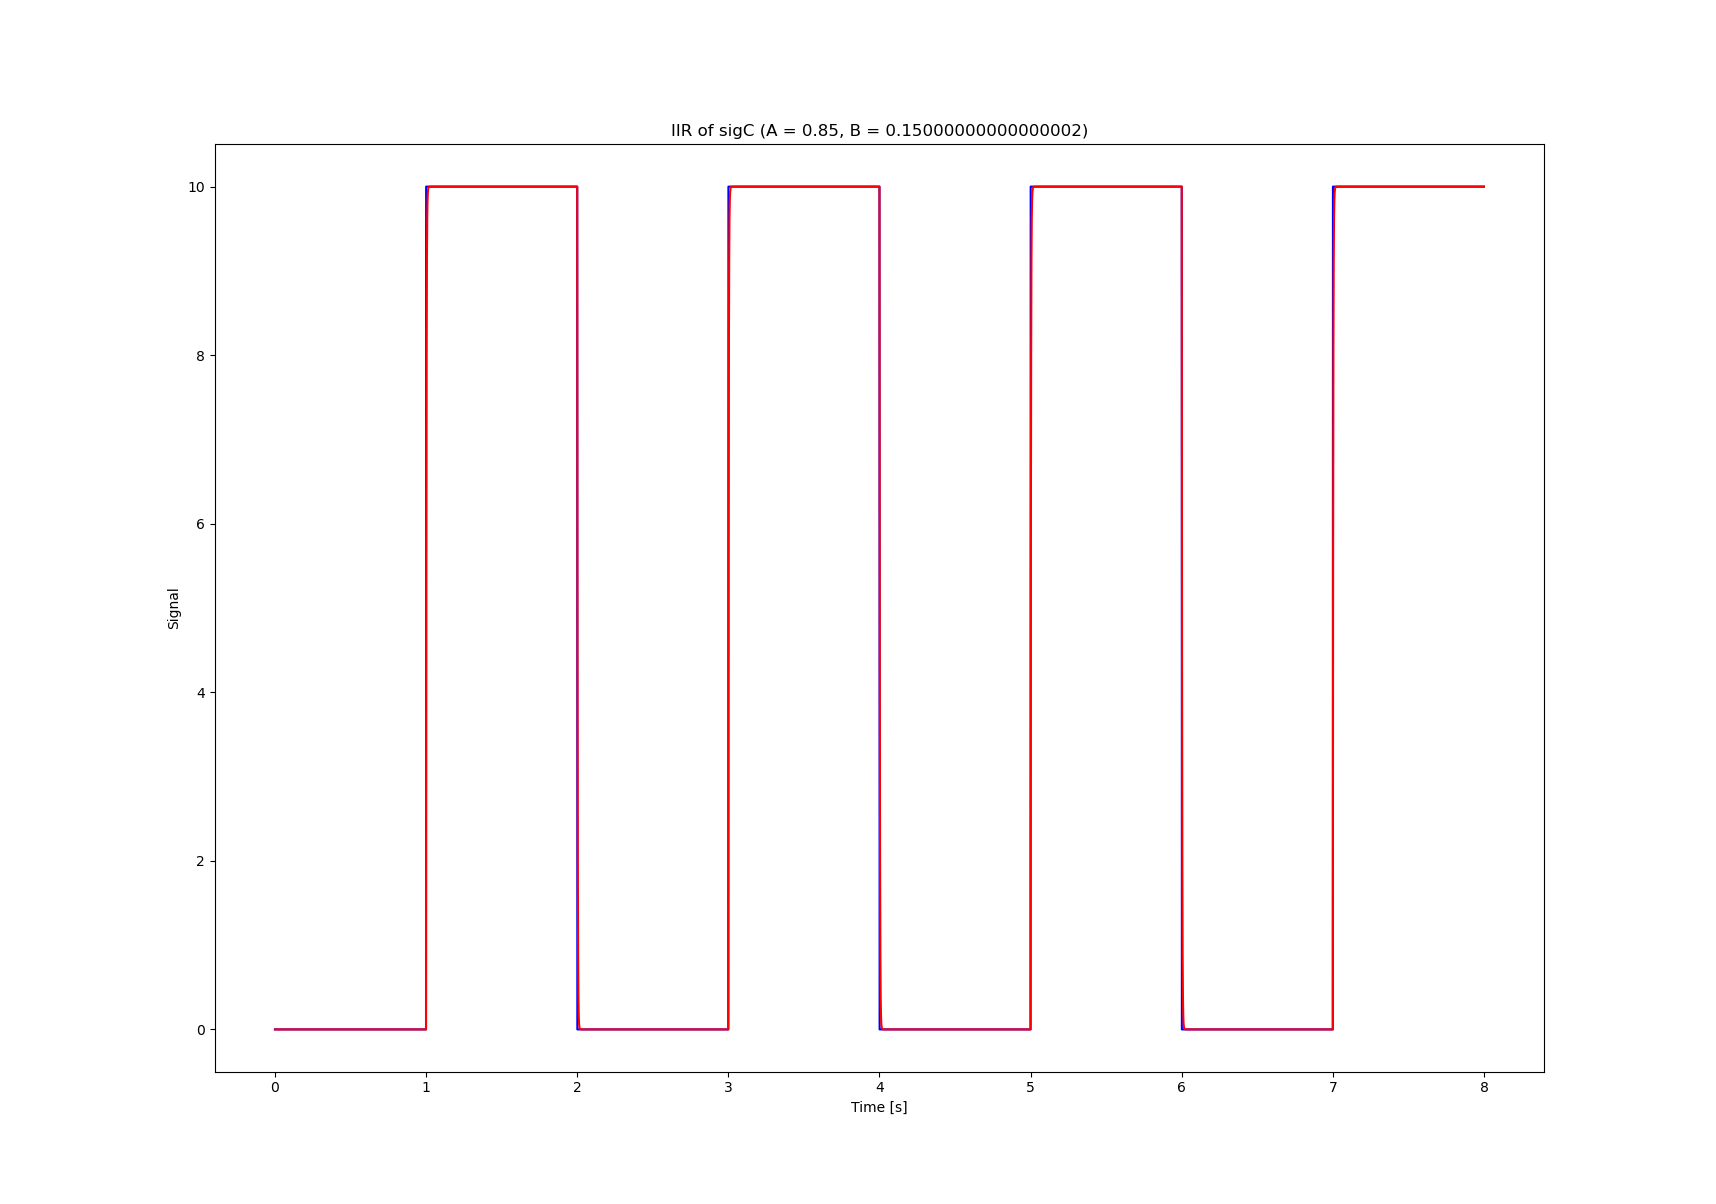 IIR of sigC (A = 0.85, B = 0.15000000000000002)
10
8
6
4
2
0
Signal
0 1 2 3 4 5 6 7 8
Time [s]